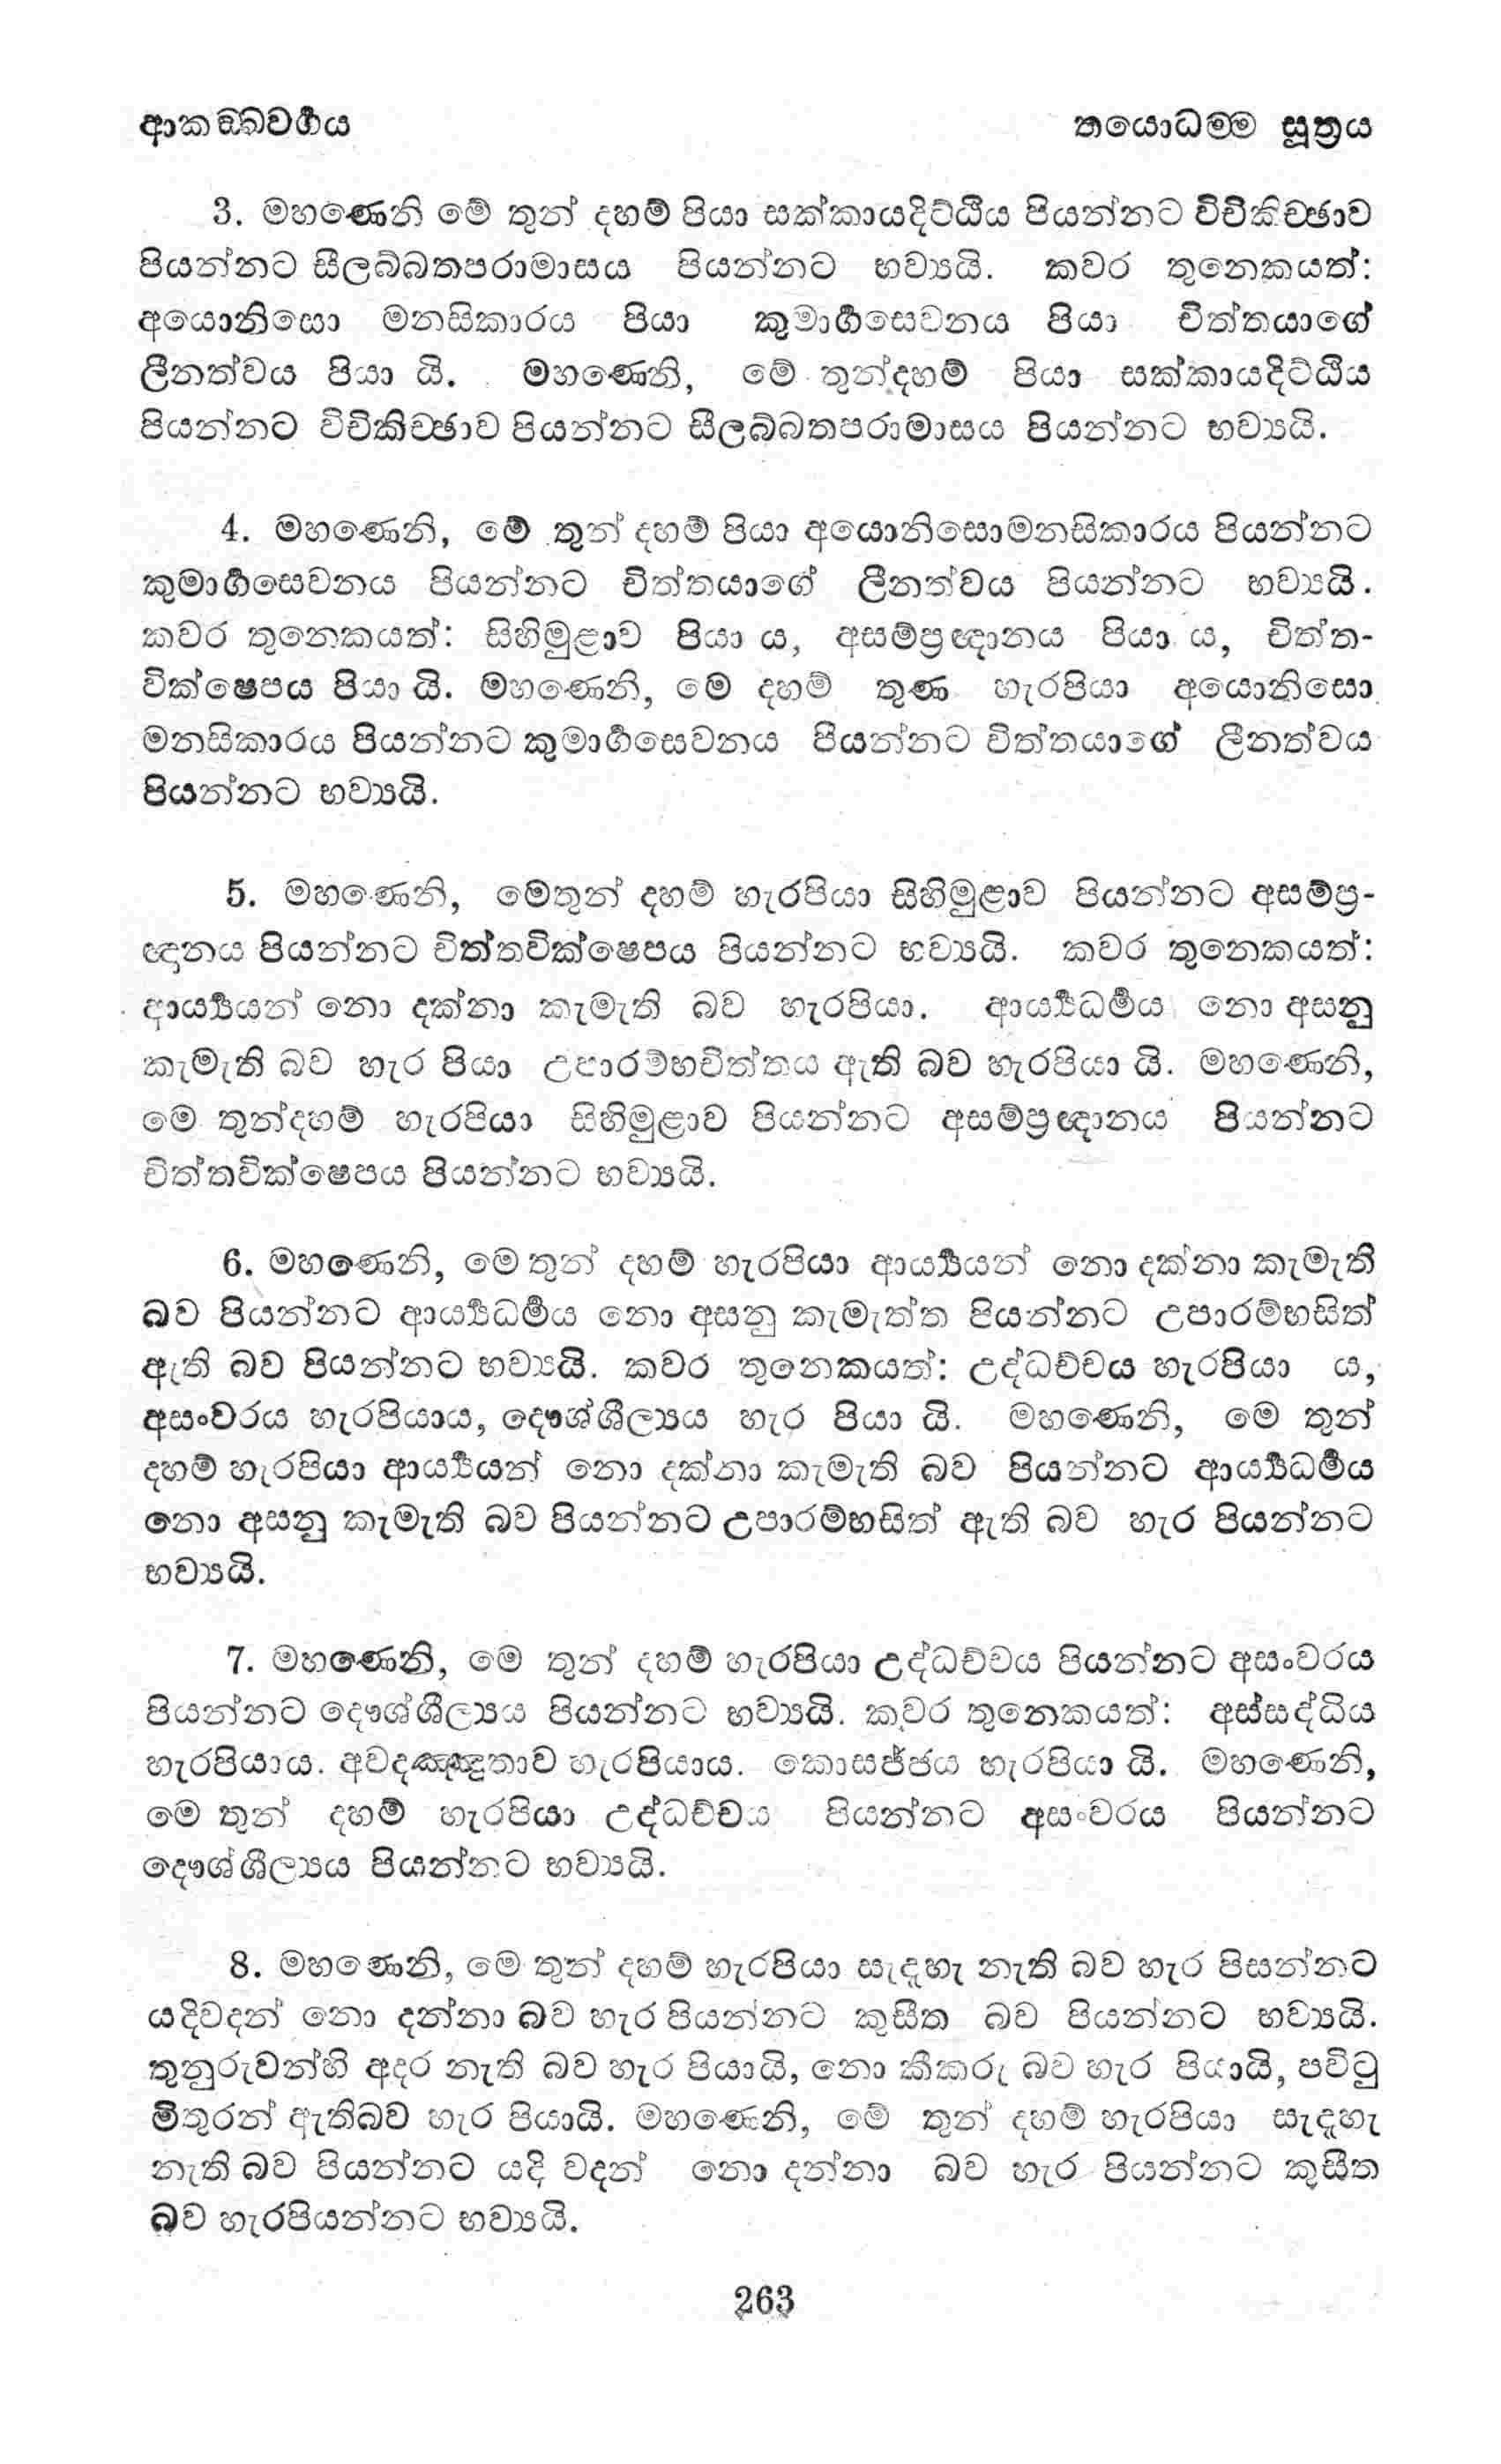 ආකඞ්ඛවර්‍ගය තයොධම්ම සූත්‍රය
3. මහණෙනි මේ තුන් දහම් පියා සක්කායදිට්ඨිය පියන්නට විචිකිච්ඡාව
පියන්නට සීලබ්බතපරාමාසය පියන්නට භව්‍යයි. කවර තුනෙකයත්:
අයොනිසො මනසිකාරය පියා කුමාර්‍ගසෙවනය පියා චිත්තයාගේ
ලීනත්වය පියා යි. මහණෙනි, මේ තුන්දහම් පියා සක්කායදිට්ඨිය
පියන්නට විචිකිච්ඡාව පියන්නට සීලබ්බතපරාමාසය පියන්නට භව්‍යයි.
4. මහණෙනි, මේ තුන් දහම් පියා අයොනිසොමනසිකාරය පියන්නට
කුමාර්‍ගසෙවනය පියන්නට චිත්තයාගේ ලීනත්වය පියන්නට භව්‍යයි.
කවර තුනෙකයත්: සිහිමුළාව පියා ය, අසම්ප්‍රඥානය පියා ය, චිත්ත-
වික්ෂෙපය පියා යි. මහණෙනි, මෙ දහම් තුණ හැරපියා අයොනිසො
මනසිකාරය පියන්නට කුමාර්‍ගසෙවනය පියන්නට චිත්තයාගේ ලීනත්වය
පියන්නට භව්‍යයි.
5. මහණෙනි, මෙතුන් දහම් හැරපියා සිහිමුළාව පියන්නට අසම්ප්‍ර-
ඥානය පියන්නට චිත්තවික්ෂෙපය පියන්නට භව්‍යයි. කවර තුනෙකයත්:
ආර්‍ය්‍යයන් නො දක්නා කැමැති බව හැරපියා. ආර්‍ය්‍යධර්‍මය නො අසනු
කැමැති බව හැර පියා උපාරම්භචිත්තය ඇති බව හැරපියා යි. මහණෙනි,
මෙ තුන්දහම් හැරපියා සිහිමුළාව පියන්නට අසම්ප්‍රඥානය පියන්නට
චිත්තවික්ෂෙපය පියන්නට භව්‍යයි.
6. මහණෙනි, මෙ තුන් දහම් හැරපියා ආර්‍ය්‍යයන් නො දක්නා කැමැති
බව පියන්නට ආර්‍ය්‍යධර්‍මය නො අසනු කැමැත්ත පියන්නට උපාරම්භසිත්
ඇති බව පියන්නට භව්‍යයි. කවර තුනෙකයත්: උද්ධච්චය හැරපියා ය,
අසංවරය හැරපියාය, දෞශ්ශීල්‍යය හැර පියා යි. මහණෙනි, මෙ තුන්
දහම් හැරපියා ආර්‍ය්‍යයන් නො දක්නා කැමැති බව පියන්නට ආර්‍ය්‍යධර්‍මය
නො අසනු කැමැති බව පියන්නට උපාරම්භසිත් ඇති බව හැර පියන්නට
භව්‍යයි.
7. මහණෙනි, මෙ තුන් දහම් හැරපියා උද්ධච්චය පියන්නට අසංවරය
පියන්නට දෞශ්ශීල්‍යය පියන්නට භව්‍යයි. කවර තුනෙකයත්: අස්සද්ධිය
හැරපියාය. අවදඤ්ඤුතාව හැරපියාය. කොසජ්ජය හැරපියා යි. මහණෙනි,
මෙ තුන් දහම් හැරපියා උද්ධච්චය පියන්නට අසංවරය පියන්නට
දෞශ්ශීල්‍යය පියන්නට භව්‍යයි.
8. මහණෙනි, මෙ තුන් දහම් හැරපියා සැදැහැ නැති බව හැර පිසන්නට
යදිවදන් නො දන්නා බව හැර පියන්නට කුසීත බව පියන්නට භව්‍යයි.
තුනුරුවන්හි අදර නැති බව හැර පියායි, නො කීකරු බව හැර පියායි, පවිටු
මිතුරන් ඇතිබව හැර පියායි. මහණෙනි, මේ තුන් දහම් හැරපියා සැදැහැ
නැති බව පියන්නට යදි වදන් නො දන්නා බව හැර පියන්නට කුසීත
බව හැරපියන්නට භව්‍යයි.
263